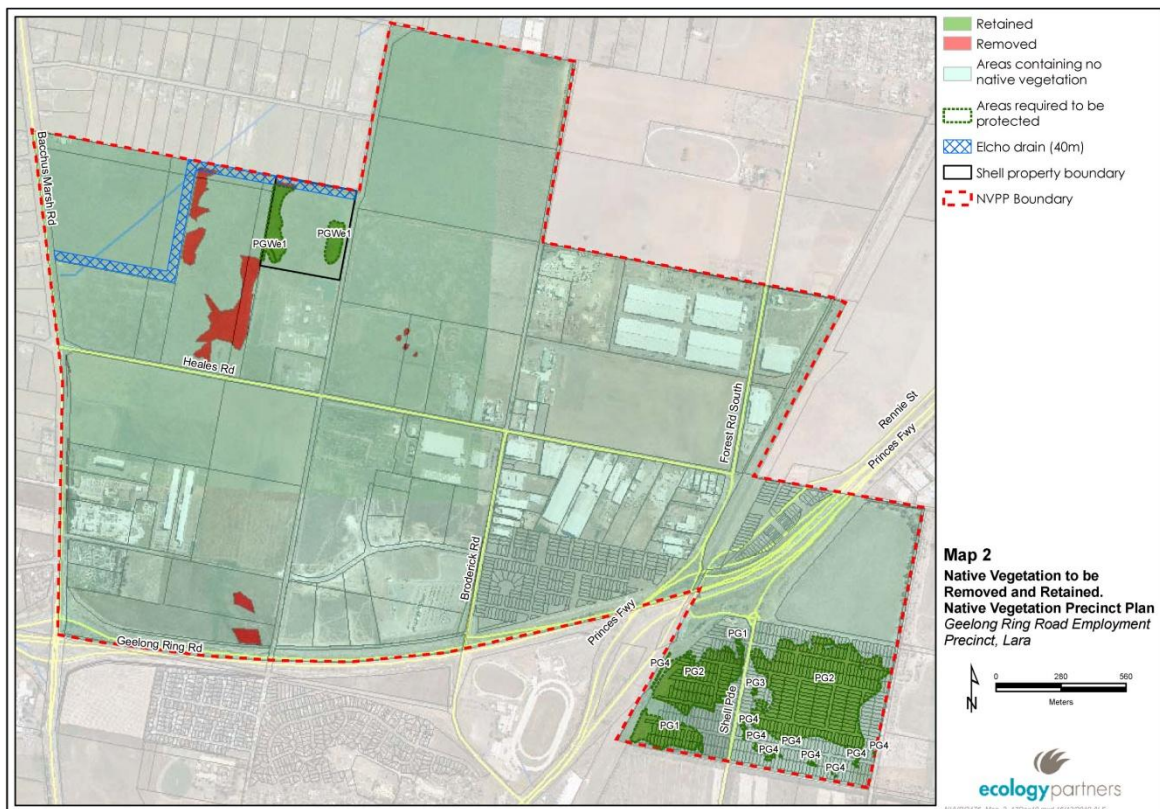 Retained
Removed
Areas containing no
native vegetation
Areas required to be
protected
Elcho drain (40m)
Shell property boundary
NVPP Boundary
Bacchus Marsh Rd
PGWe1
PGWe1
Heales Rd
Forest Rd South
Rennie St
Princes Fwy
Broderick Rd
Princes Fwy
Geelong Ring Rd
PG1
PG4
PG2
PG3
PG2
PG1
Shell Pde
PG4
PG4
PG4
PG4
PG4
PG4
PG4
PG4
Map 2
Native Vegetation to be
Removed and Retained.
Native Vegetation Precinct Plan
Geelong Ring Road Employment
Precinct, Lara
N
0 280 560
Meters
ecologypartners